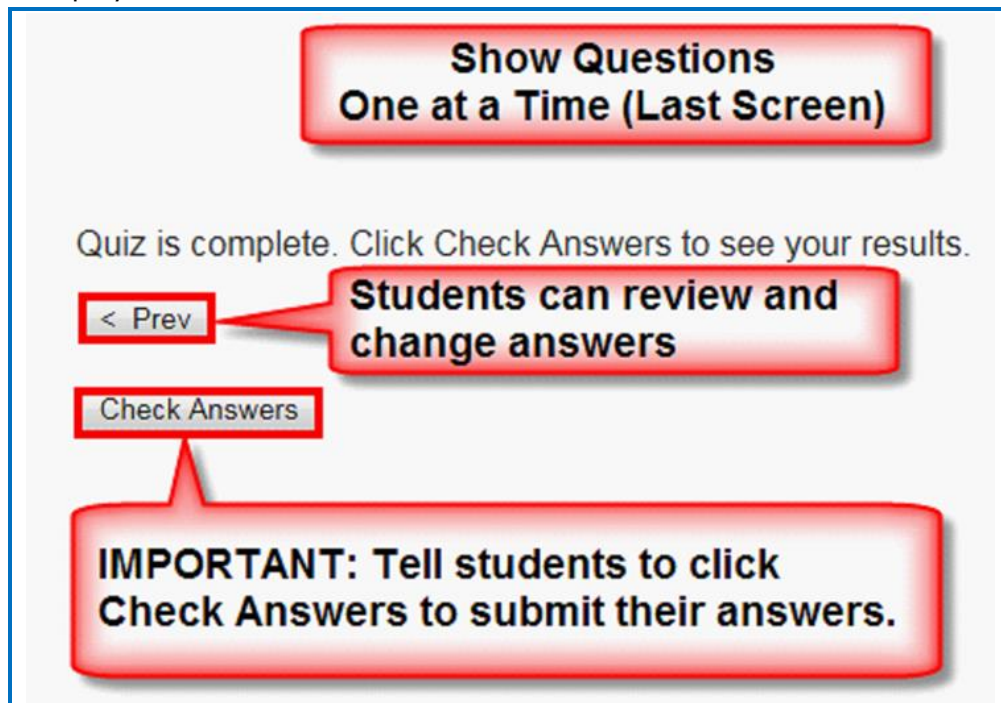 Show Questions
One at a Time (Last Screen)
Quiz is complete. Click Check Answers to see your results.
< Prev
Students can review and
change answers
Check Answers
IMPORTANT: Tell students to click
Check Answers to submit their answers.